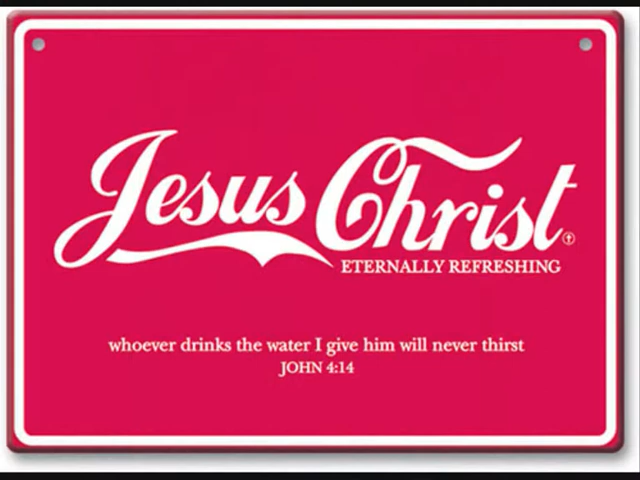 Jesus Christ
ETERNALLY REFRESHING
whoever drinks the water I give him will never thirst
JOHN 4:14